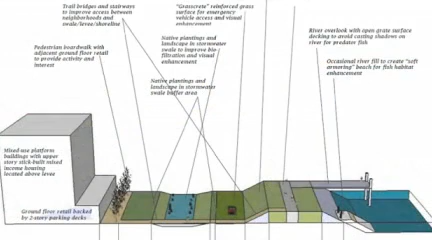 Trail bridges and stairways
to improve access between
neighborhoods and
swale/levee/shoreline
"Grasscrete" reinforced grass
surface for emergency
vehicle access and visual
enhancement
Pedestrian boardwalk with
adjacent ground floor retail
to provide activity and
interest
Native plantings and
landscape in stormwater
swale to improve bio-
filtration and visual
enhancement
River overlook with open grate surface
decking to avoid casting shadows on
river for predator fish
Native plantings and
landscape in stormwater
swale buffer area
Occasional river fill to create "soft
armoring" beach for fish habitat
enhancement
Mixed-use platform
buildings with upper
story stick-built mixed
income housing
located above levee
Ground floor retail backed
by 2-story parking decks